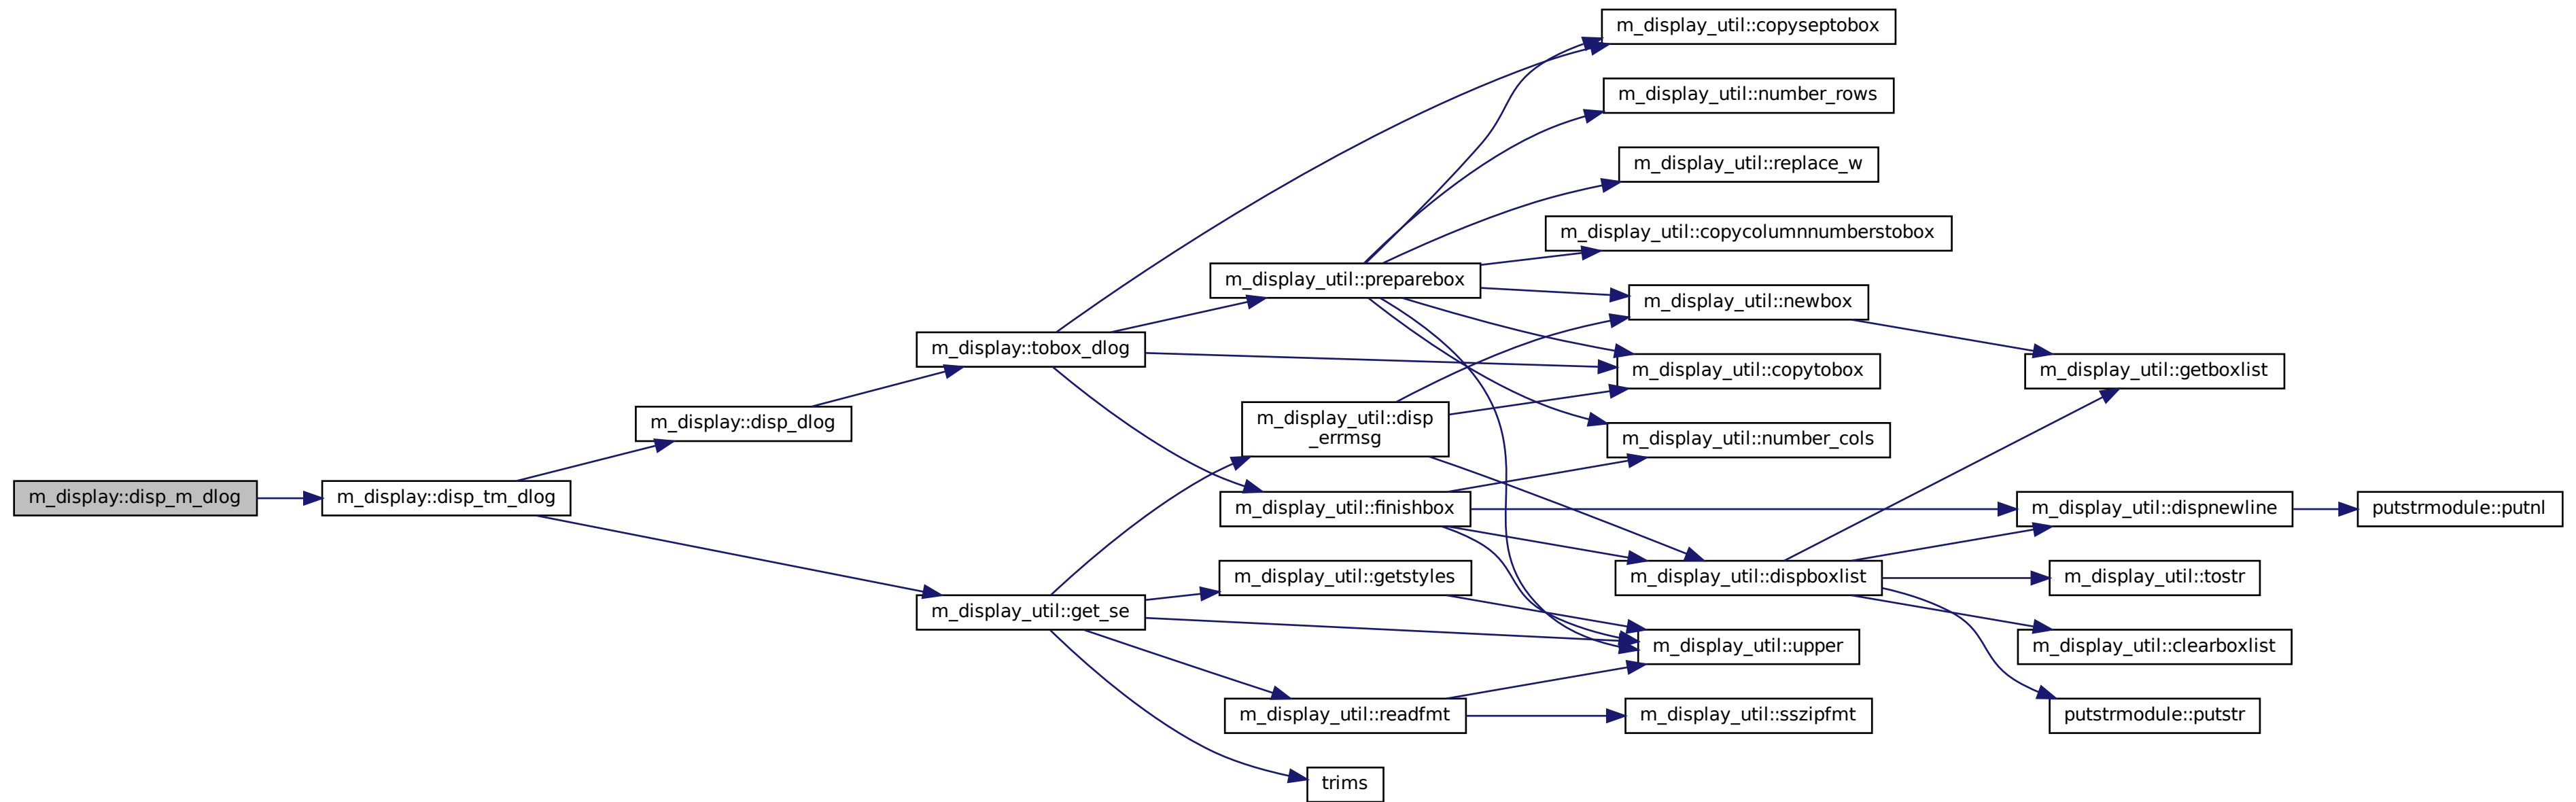 m_display_util::copyseptobox
m_display_util::number_rows
m_display_util::replace_w
m_display_util::copycolumnnumberstobox
m_display_util::preparebox
m_display_util::newbox
m_display::tobox_dlog
m_display_util::copytobox
m_display_util::getboxlist
m_display::disp_dlog
m_display_util::disp
_errmsg
m_display_util::number_cols
m_display::disp_m_dlog
m_display::disp_tm_dlog
m_display_util::finishbox
m_display_util::dispnewline
putstrmodule::putnl
m_display_util::getstyles
m_display_util::dispboxlist
m_display_util::tostr
m_display_util::get_se
m_display_util::upper
m_display_util::clearboxlist
m_display_util::readfmt
m_display_util::sszipfmt
putstrmodule::putstr
trims